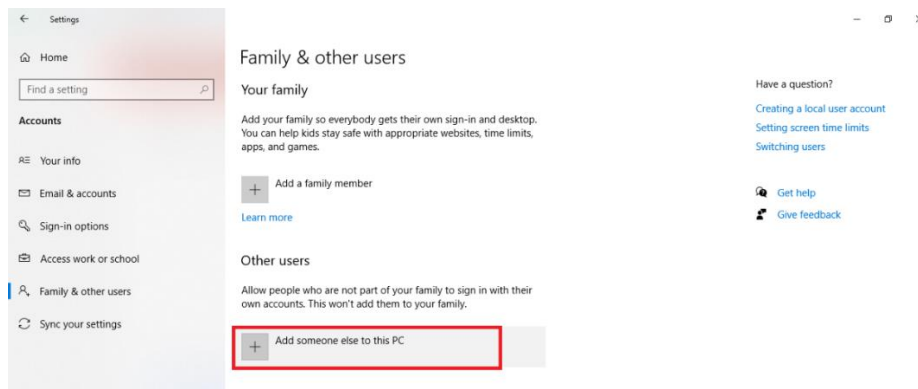 Settings
Home
Find a setting
Accounts
Your info
Email & accounts
Sign-in options
Access work or school
Family & other users
Sync your settings
Family & other users
Your family
Add your family so everybody gets their own sign-in and desktop.
You can help kids stay safe with appropriate websites, time limits,
apps, and games.
Add a family member
Learn more
Other users
Allow people who are not part of your family to sign in with their
own accounts. This won't add them to your family.
Add someone else to this PC
Have a question?
Creating a local user account
Setting screen time limits
Switching users
Get help
Give feedback